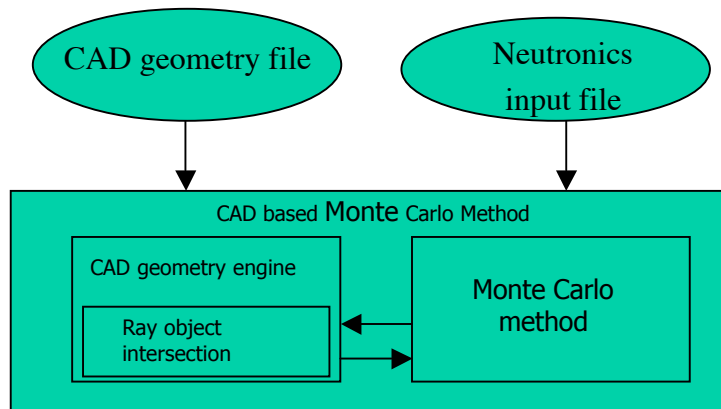 CAD geometry file
Neutronics
input file
CAD based Monte Carlo Method
CAD geometry engine
Ray object
intersection
Monte Carlo
method